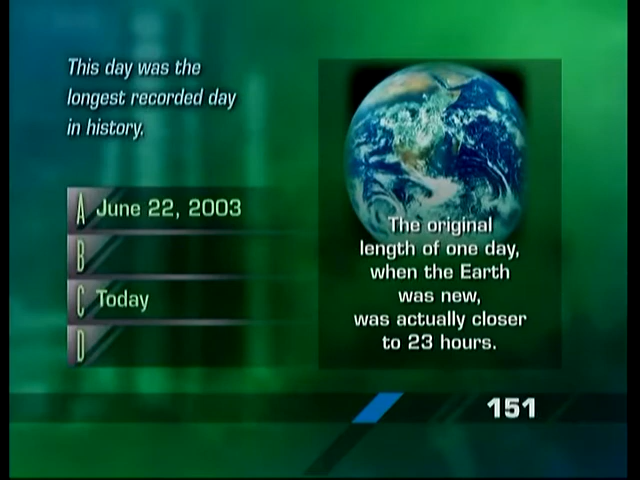 This day was the
longest recorded day
in history.
A June 22, 2003
B
C Today
D
The original
length of one day,
when the Earth
was new,
was actually closer
to 23 hours.
151